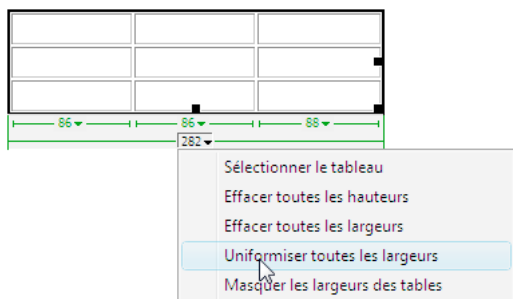 86 86 88
282
Sélectionner le tableau
Effacer toutes les hauteurs
Effacer toutes les largeurs
Uniformiser toutes les largeurs
Masquer les largeurs des tables